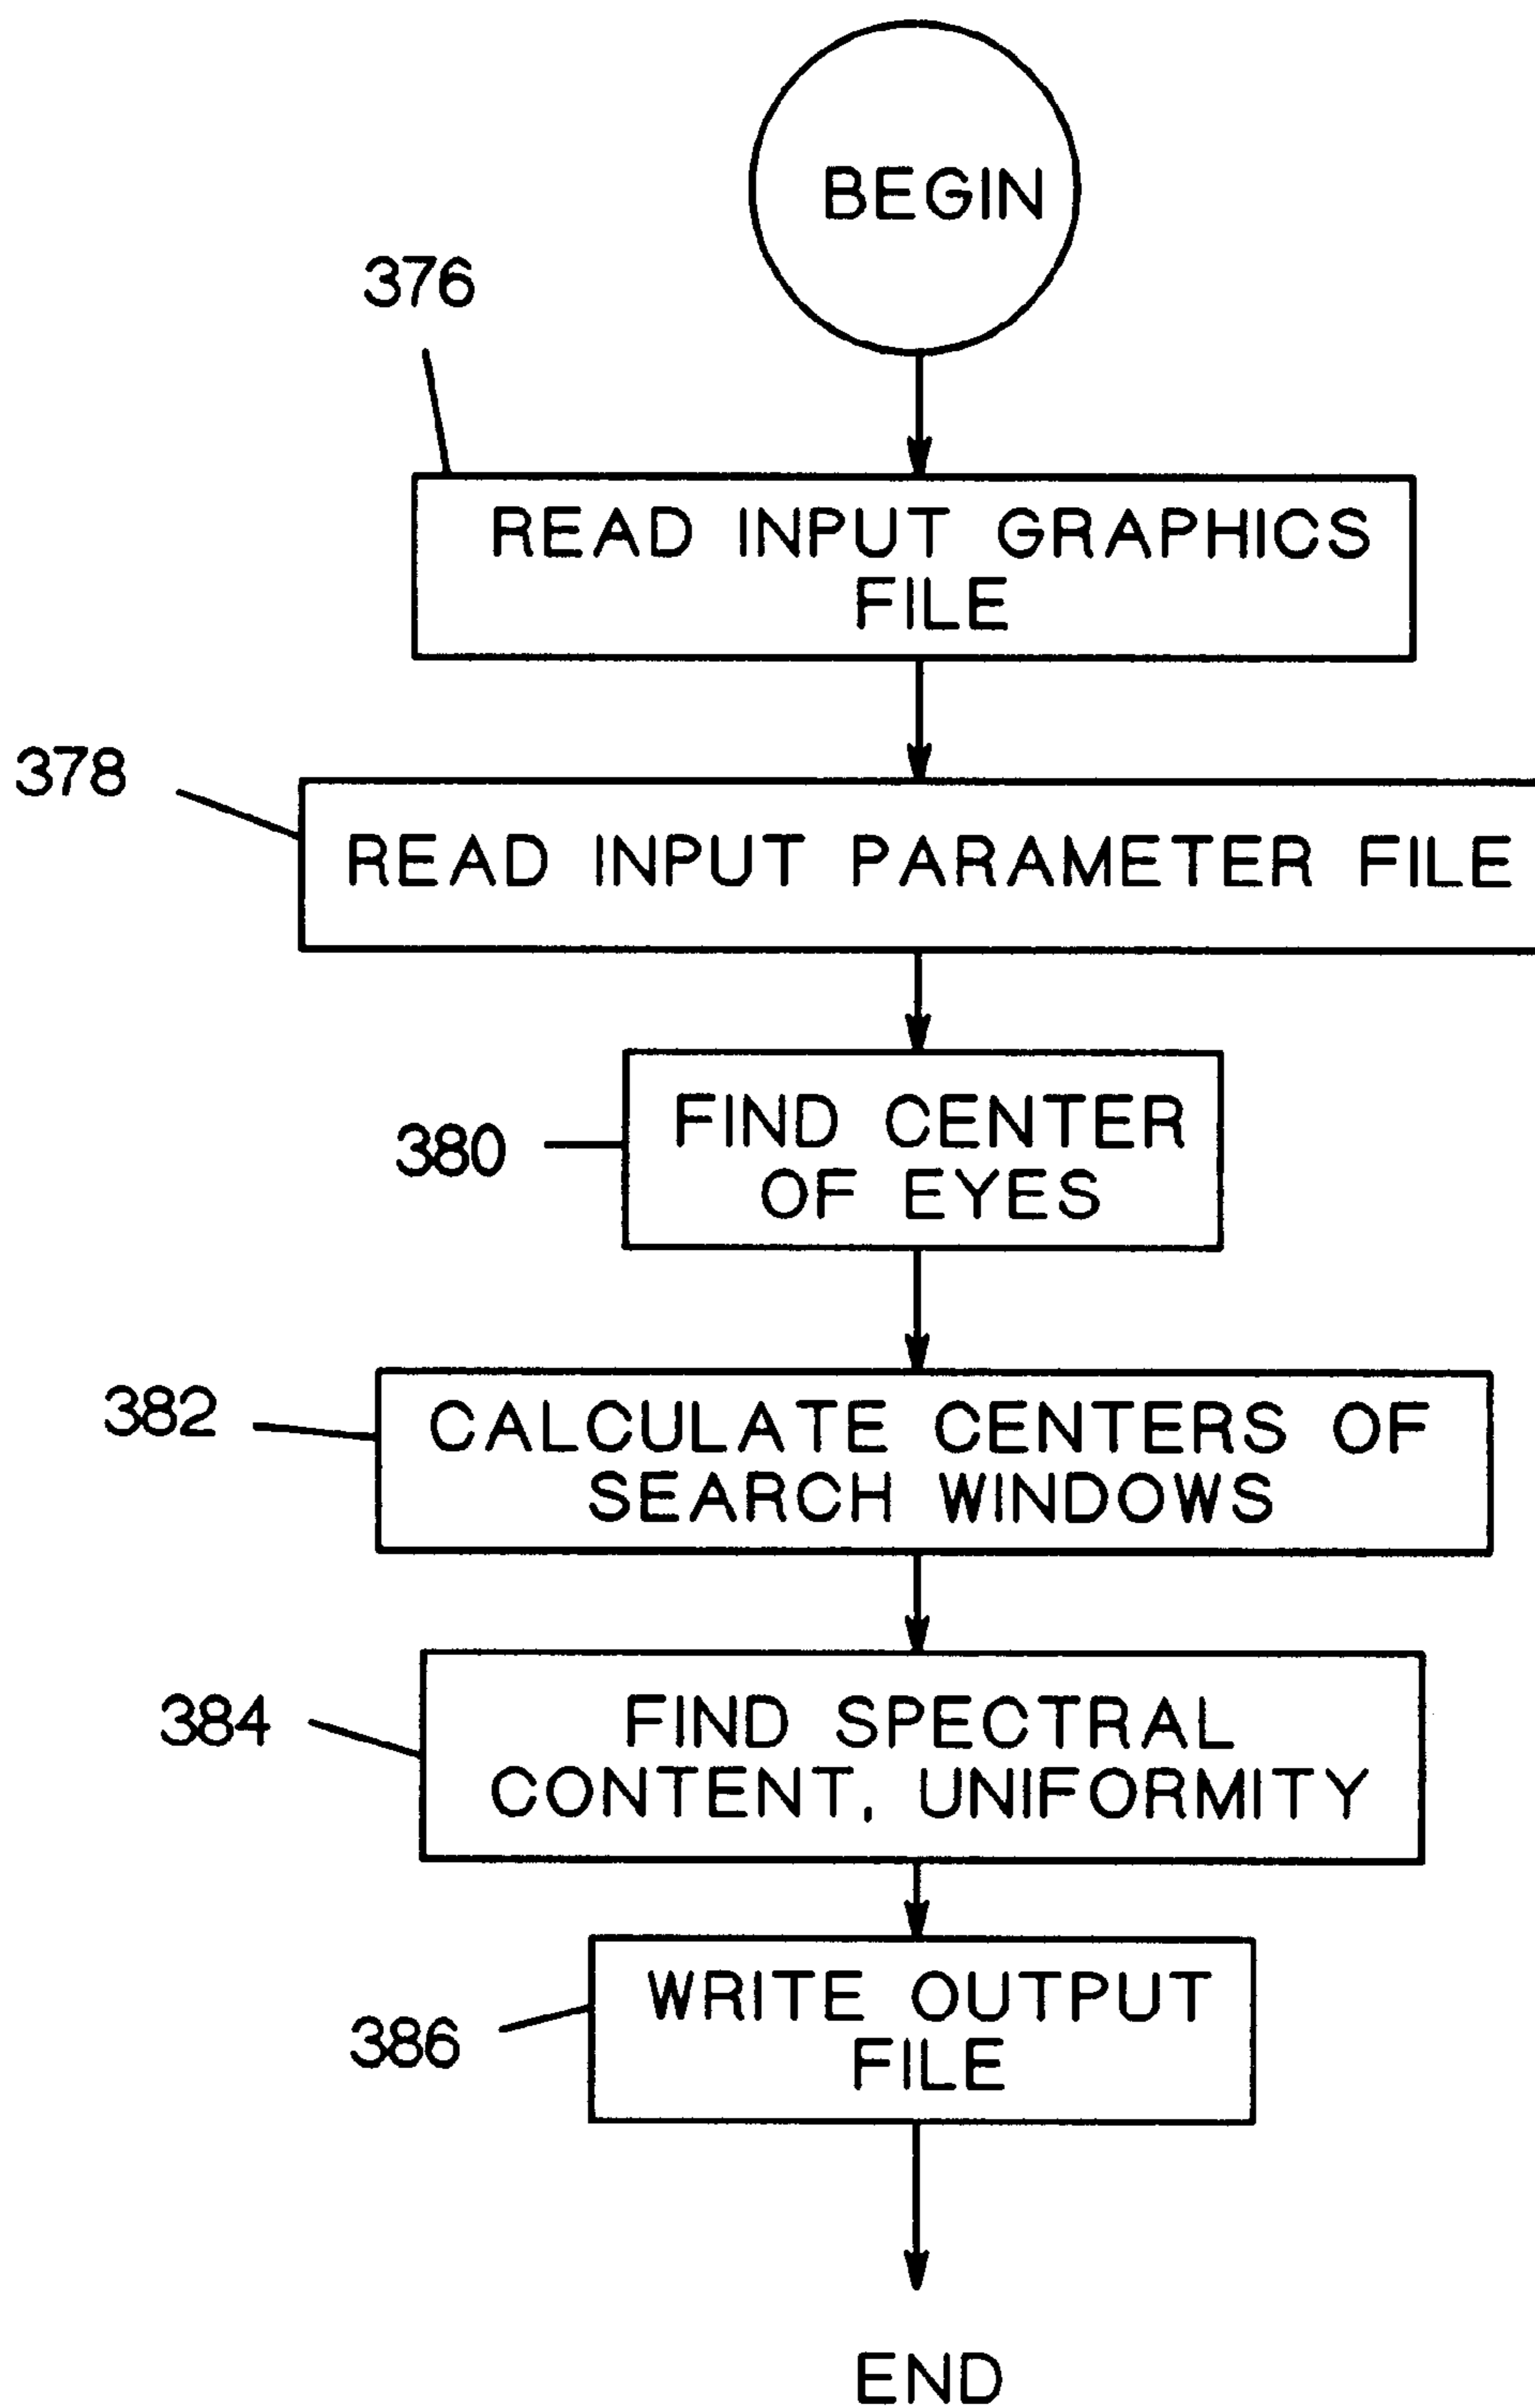 BEGIN
376
READ INPUT GRAPHICS
FILE
378
READ INPUT PARAMETER FILE
380
FIND CENTER
OF EYES
382
CALCULATE CENTERS OF
SEARCH WINDOWS
384
FIND SPECTRAL
CONTENT, UNIFORMITY
386
WRITE OUTPUT
FILE
END